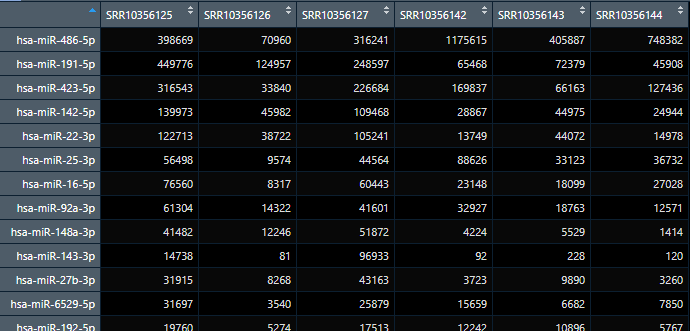 SRR10356125 SRR10356126 SRR10356127 SRR10356142 SRR10356143 SRR10356144
hsa-miR-486-5p 398669 70960 316241 1175615 405887 748382
hsa-miR-191-5p 449776 124957 248597 65468 72379 45908
hsa-miR-423-5p 316543 33840 226684 169837 66163 127436
hsa-miR-142-5p 139973 45982 109468 28867 44975 24944
hsa-miR-22-3p 122713 38722 105241 13749 44072 14978
hsa-miR-25-3p 56498 9574 44564 88626 33123 36732
hsa-miR-16-5p 76560 8317 60443 23148 18099 27028
hsa-miR-92a-3p 61304 14322 41601 32927 18763 12571
hsa-miR-148a-3p 41482 12246 51872 4224 5529 1414
hsa-miR-143-3p 14738 81 96933 92 228 120
hsa-miR-27b-3p 31915 8268 43163 3723 9890 3260
hsa-miR-6529-5p 31697 3540 25879 15659 6682 7850
hsa-miR-192-5p 19760 5274 17513 12242 10896 5767